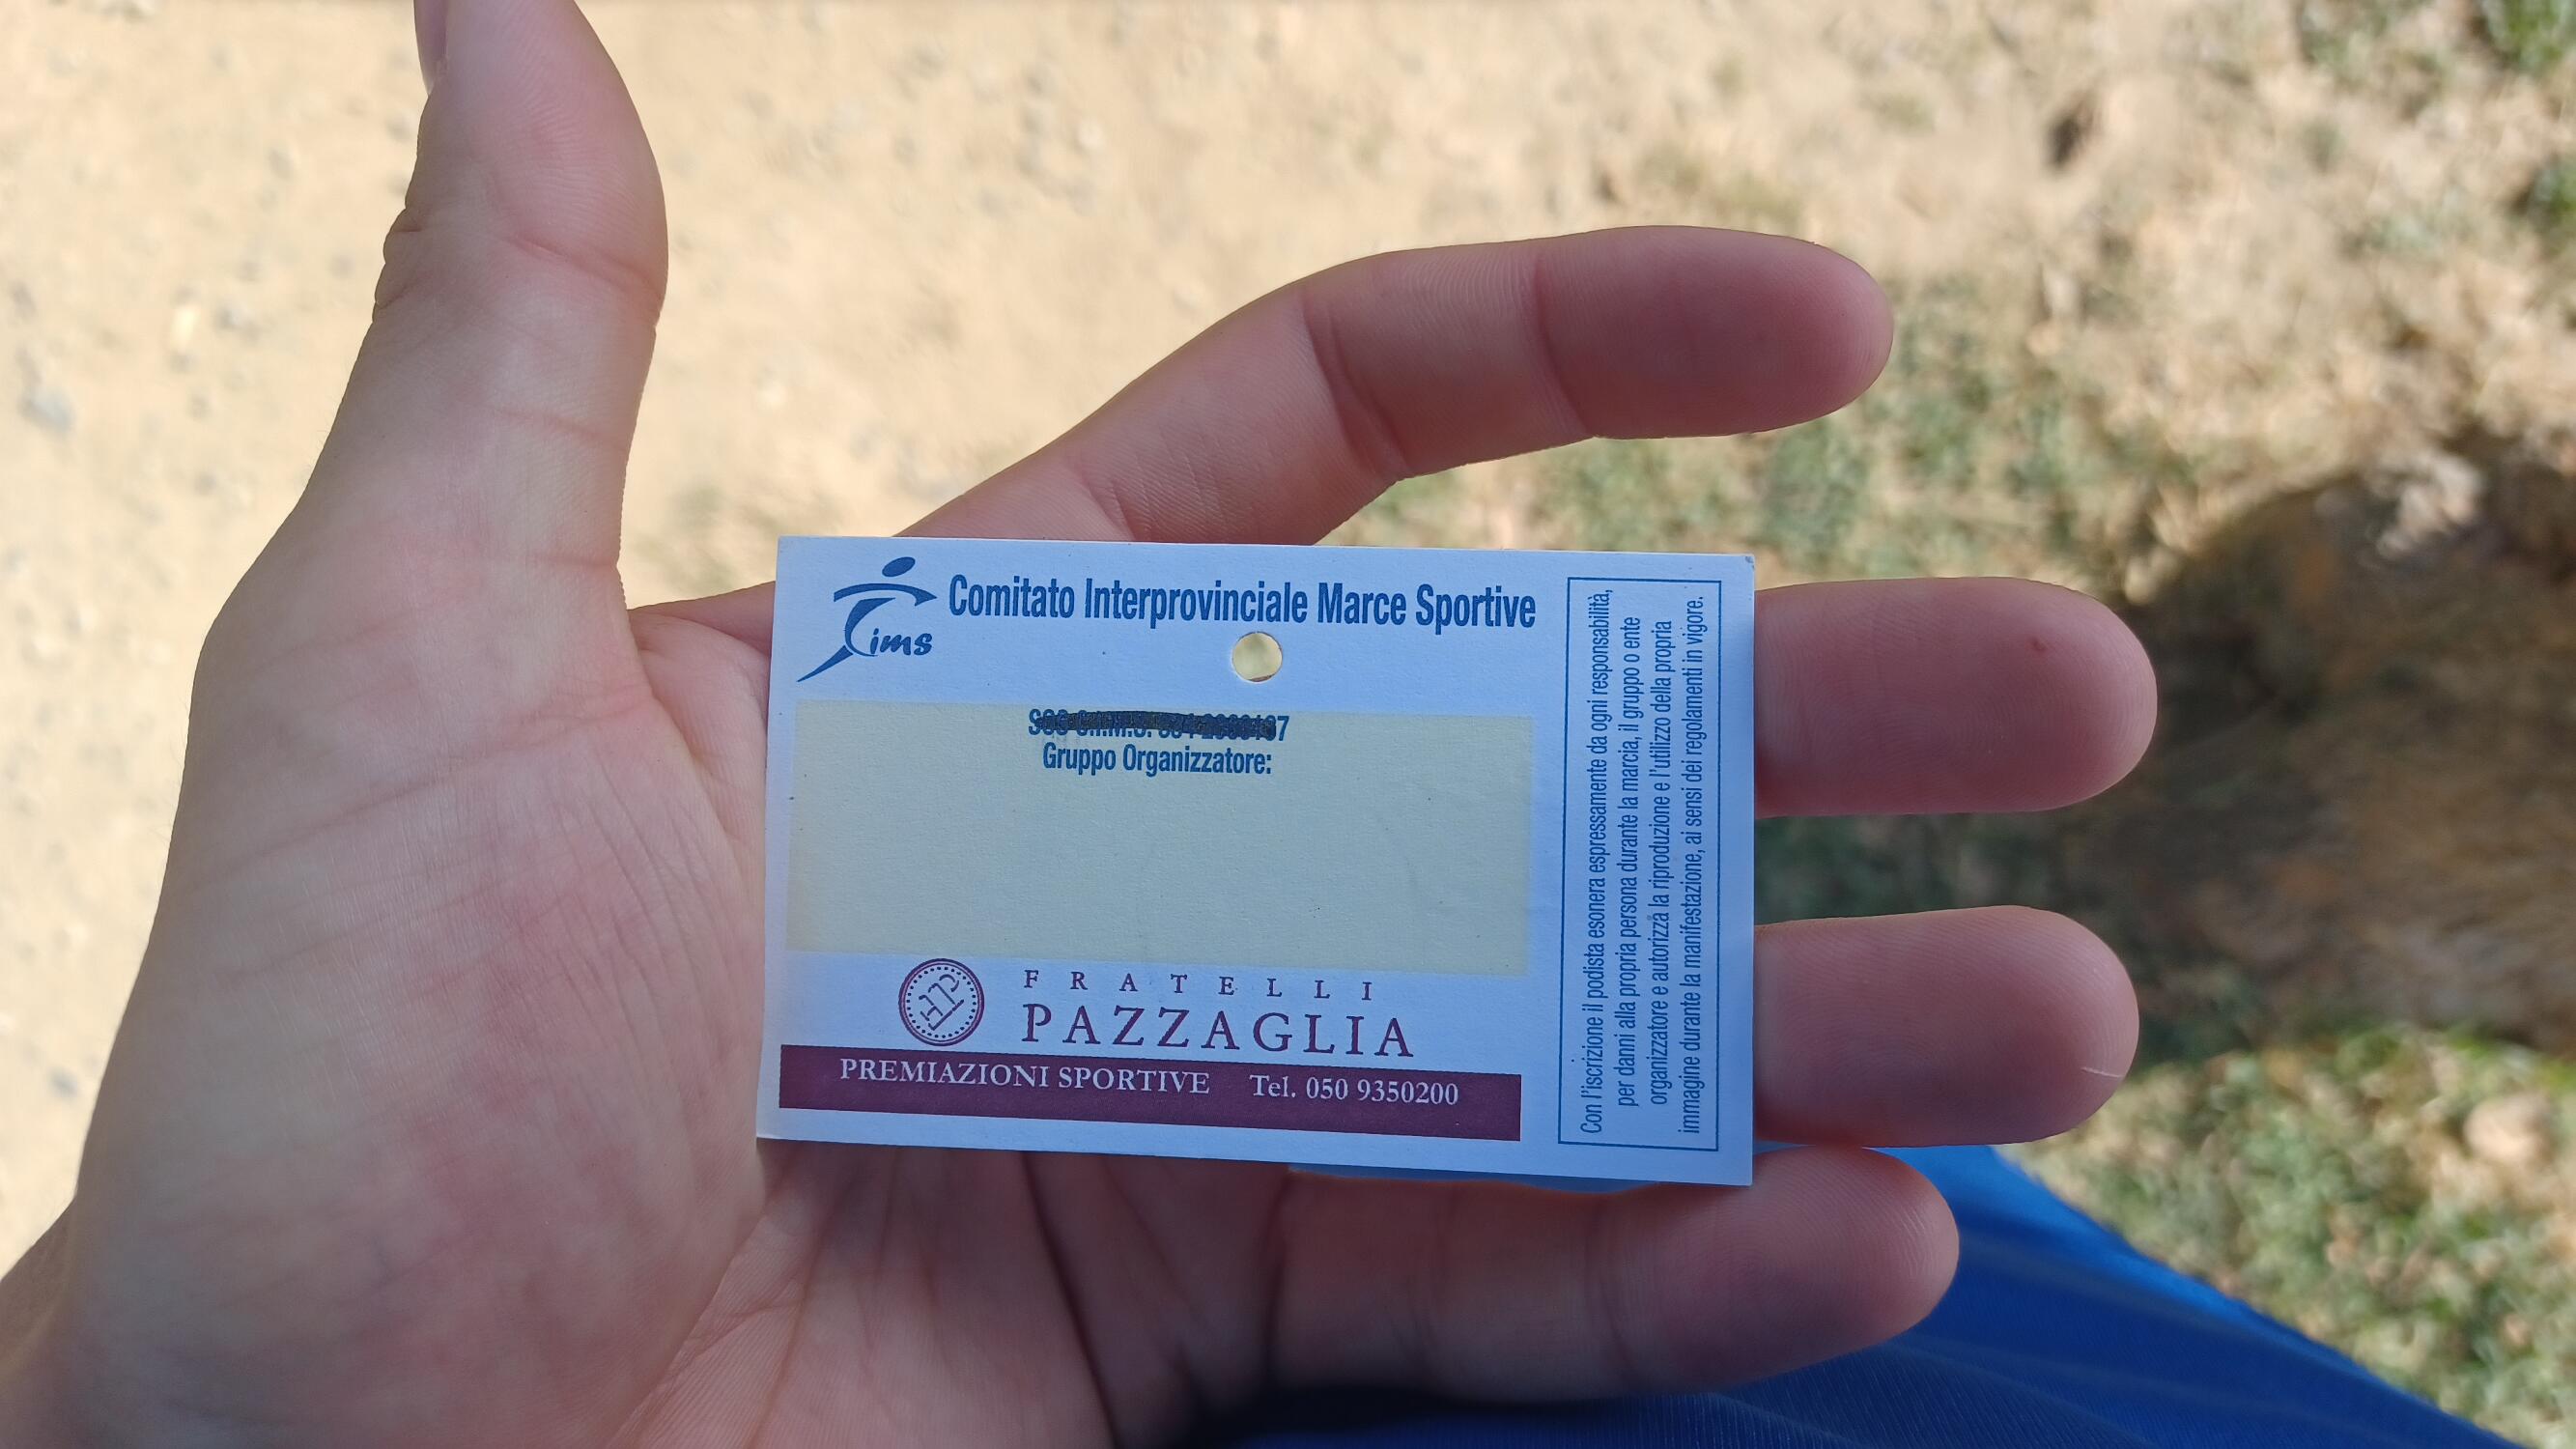 Comitato Interprovinciale Marce Sportive
Cims
Gruppo Organizzatore:
FRATELLI
PAZZAGLIA
PREMIAZIONI SPORTIVE Tel. 050 9350200
Con l'iscrizione il podista esonera espressamente da ogni responsabilità,
per danni alla propria persona durante la marcia, il gruppo o ente
organizzatore e autorizza la riproduzione e l'utilizzo della propria
immagine durante la manifestazione, ai sensi dei regolamenti in vigore.